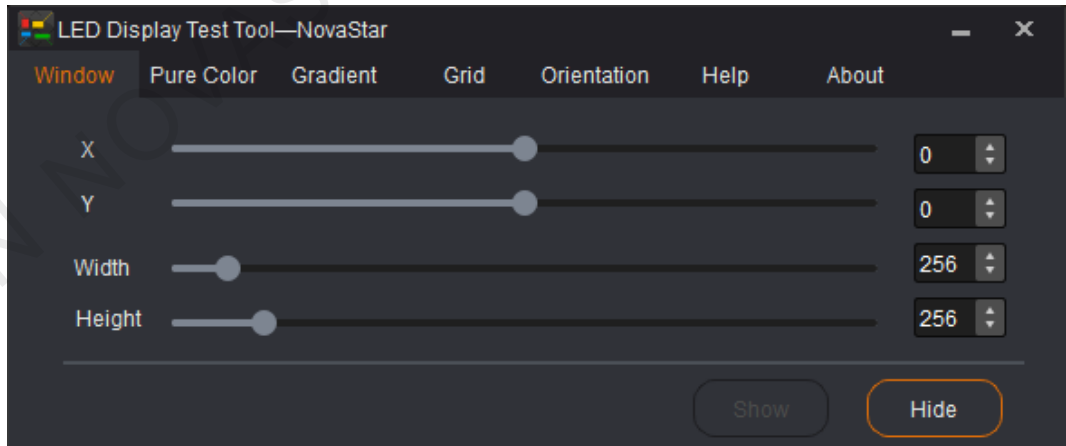 LED Display Test Tool—NovaStar
Window Pure Color Gradient Grid Orientation Help About
X 0
Y 0
Width 256
Height 256
Show Hide